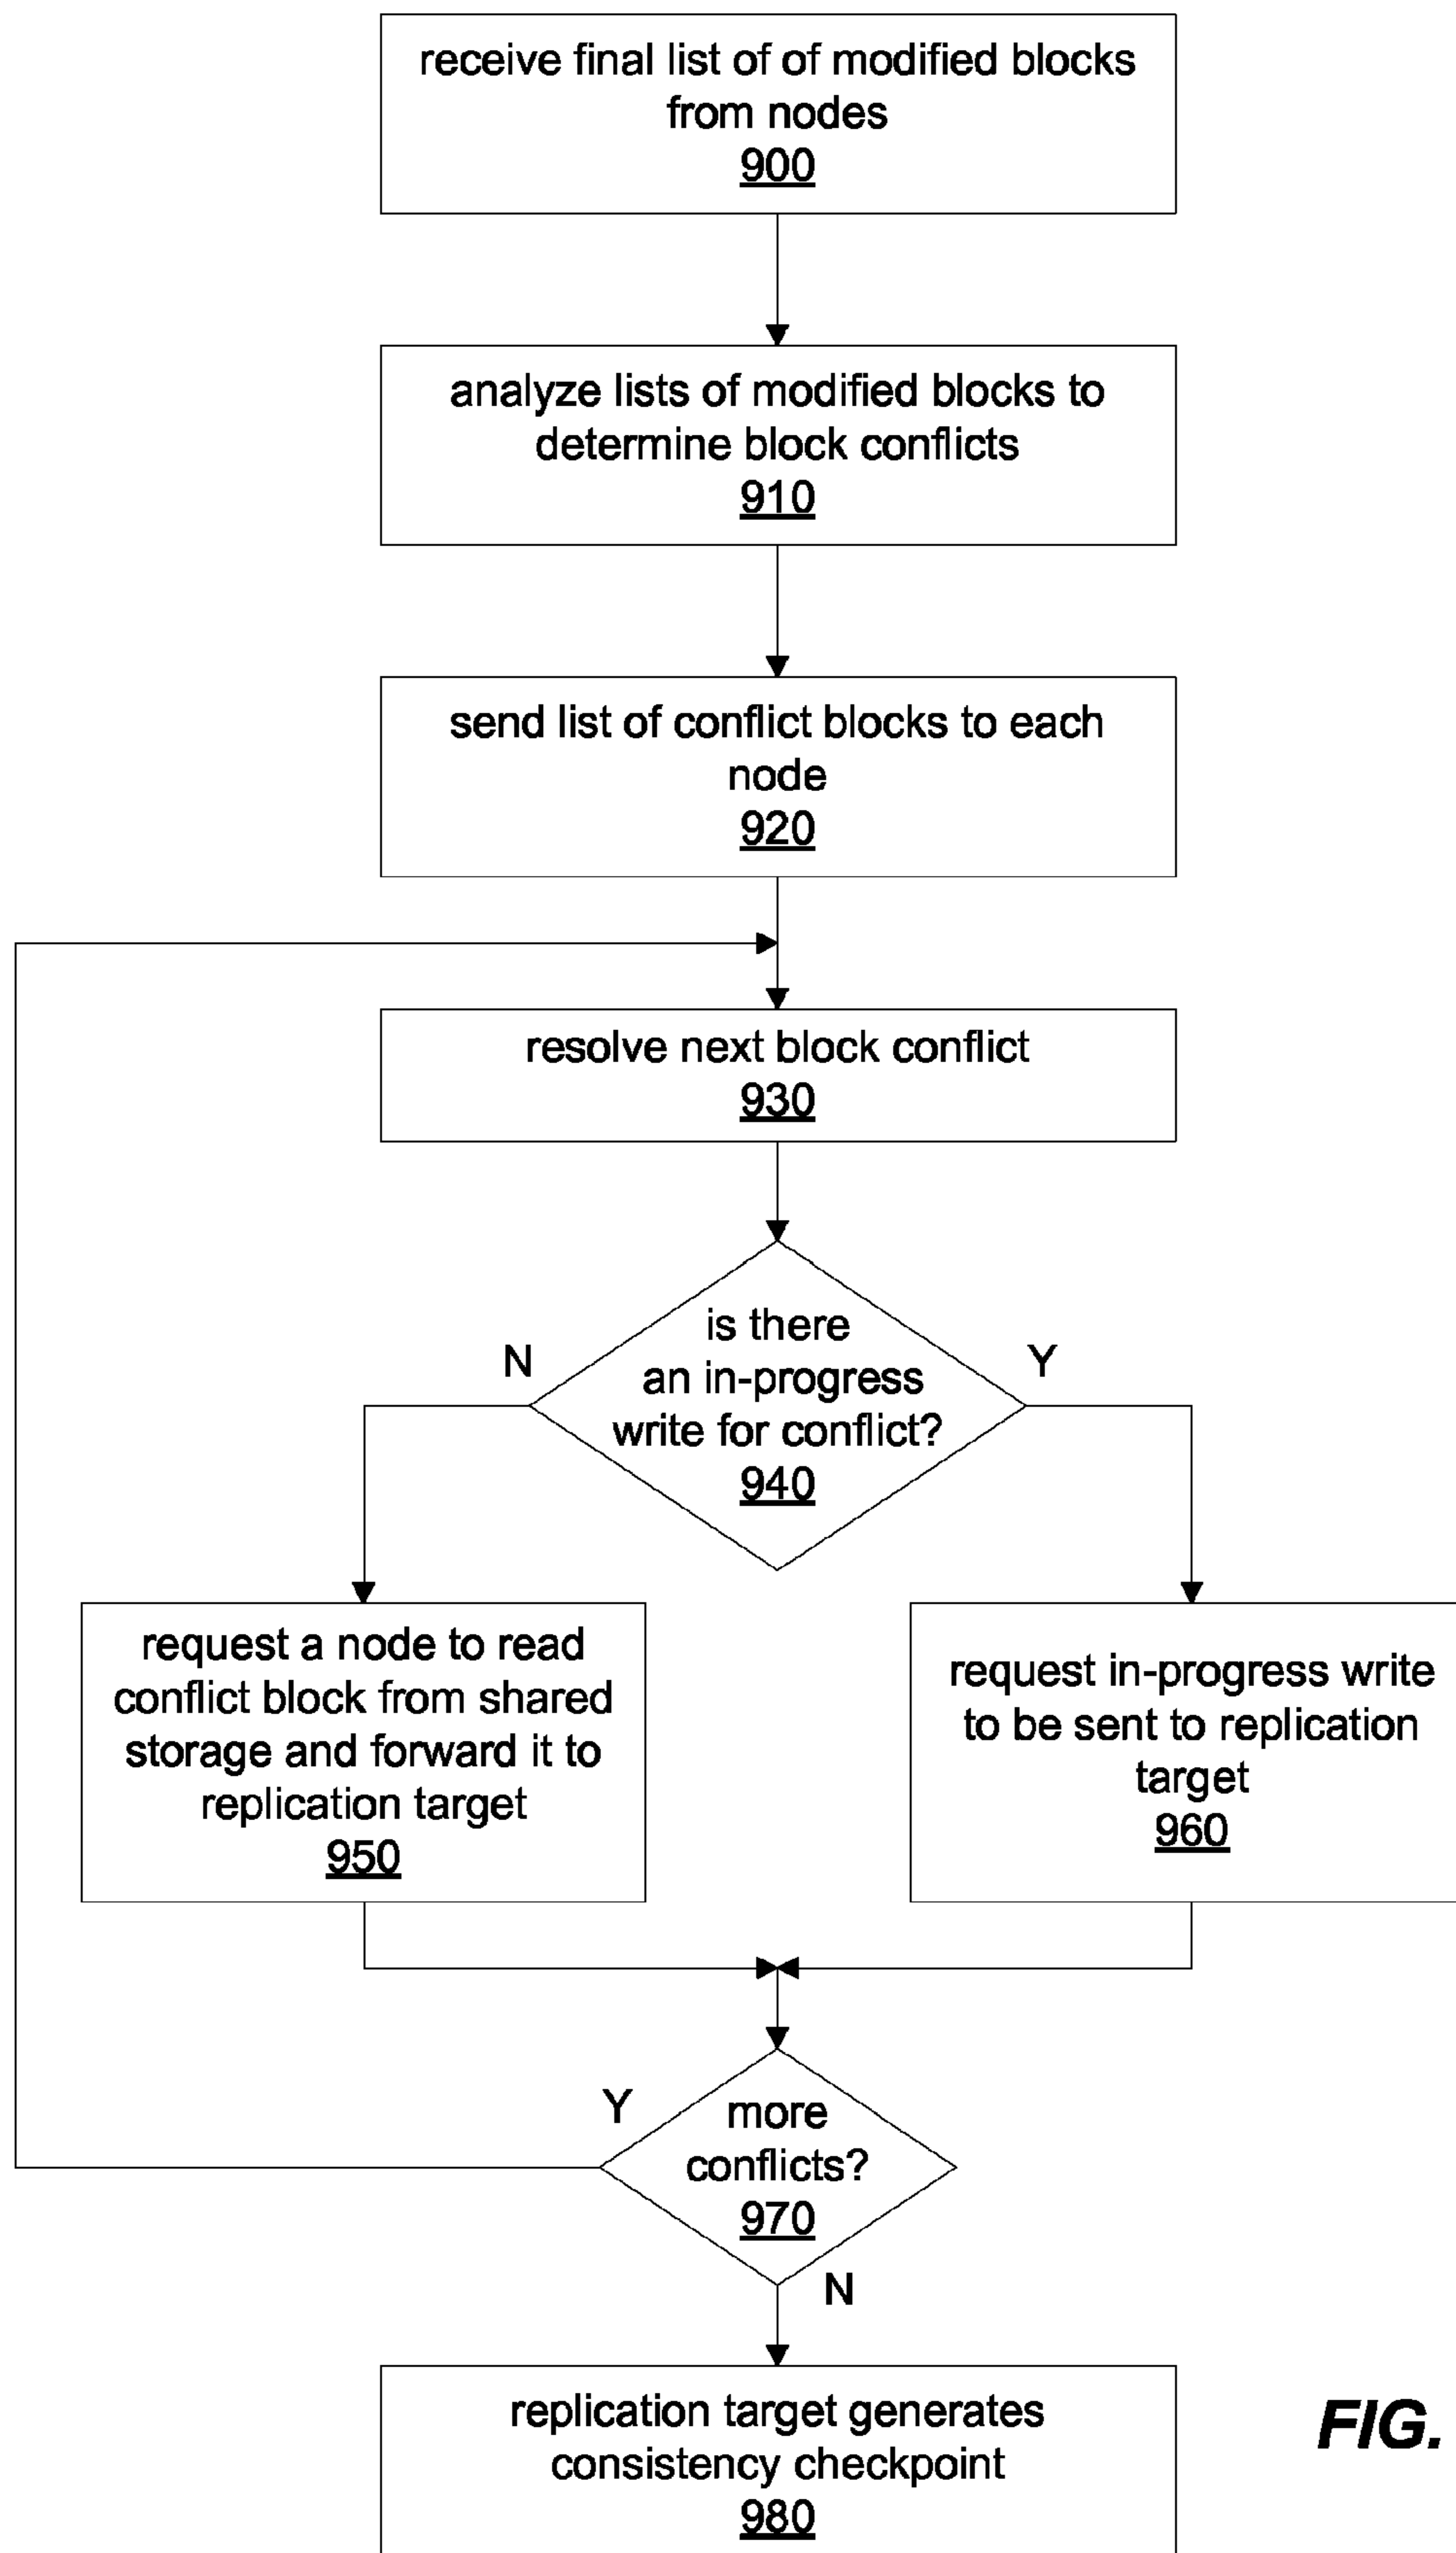 receive final list of of modified blocks
from nodes
900
analyze lists of modified blocks to
determine block conflicts
910
send list of conflict blocks to each
node
920
resolve next block conflict
930
is there
an in-progress
write for conflict?
940
N
Y
request a node to read
conflict block from shared
storage and forward it to
replication target
950
request in-progress write
to be sent to replication
target
960
Y
more
conflicts?
970
N
replication target generates
consistency checkpoint
980
FIG.